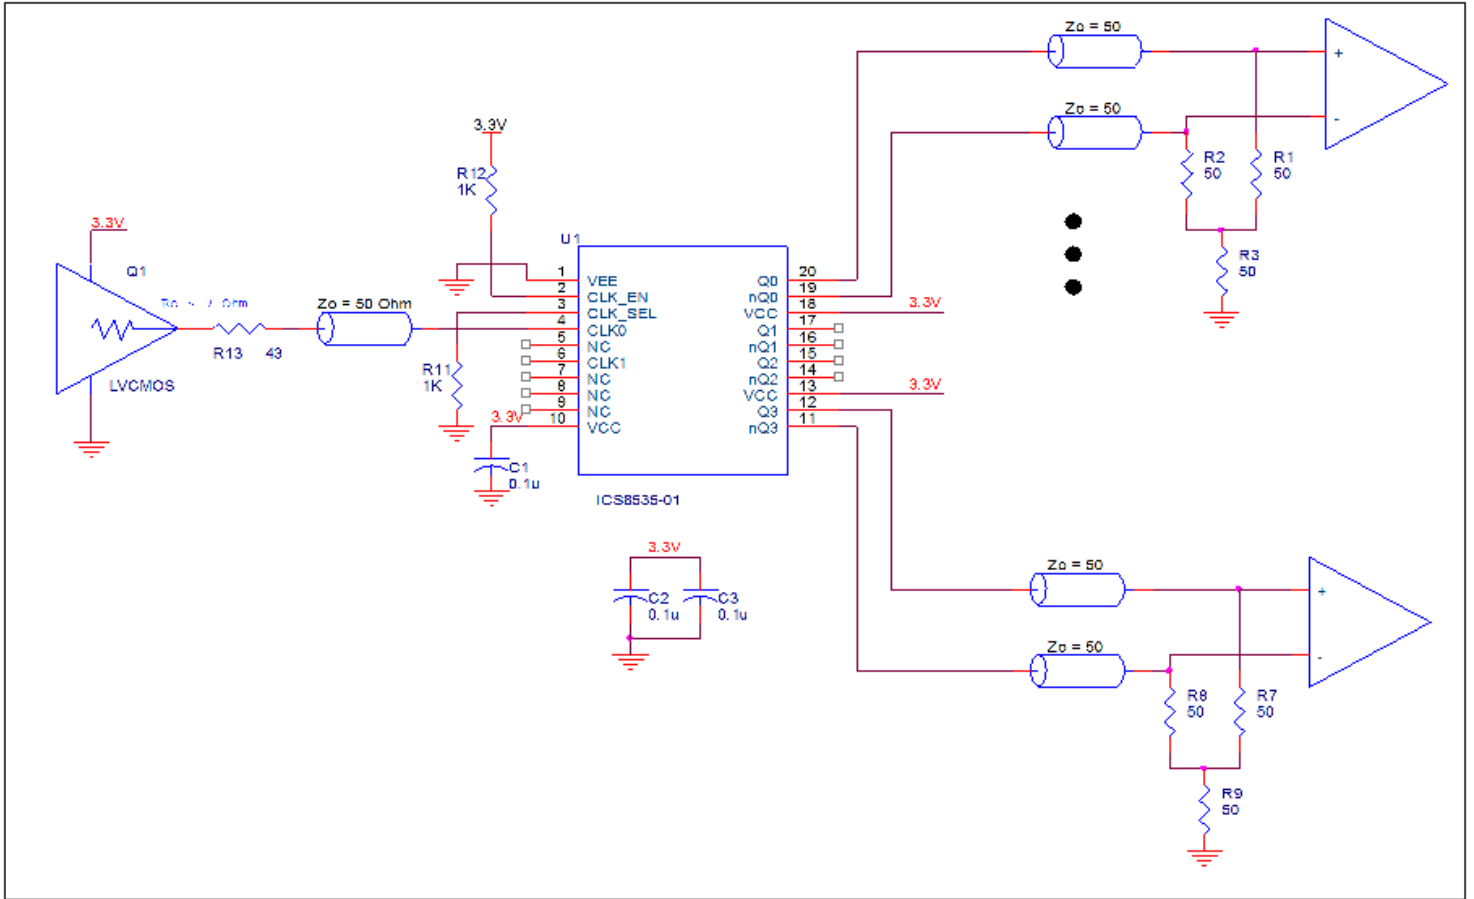 Zo = 50
+
Zo = 50
-
R2
50
R1
50
R3
50
3.3V
R12
1K
3.3V
Q1
Ohm
R13 43
LVCMOS
Zo = 50 Ohm
R11
1K
3.3V
C1
0.1u
U1
1 VEE
2 CLK_EN
3 CLK_SEL
4 CLK0
5 NC
6 CLK1
7 NC
8 NC
9 NC
10 VCC
Q0 20
nQ0 19
VCC 18
Q1 17
nQ1 16
Q2 15
nQ2 14
VCC 13
Q3 12
nQ3 11
3.3V
3.3V
ICS8535-01
3.3V
C2
0.1u
C3
0.1u
Zo = 50
+
Zo = 50
-
R8
50
R7
50
R9
50